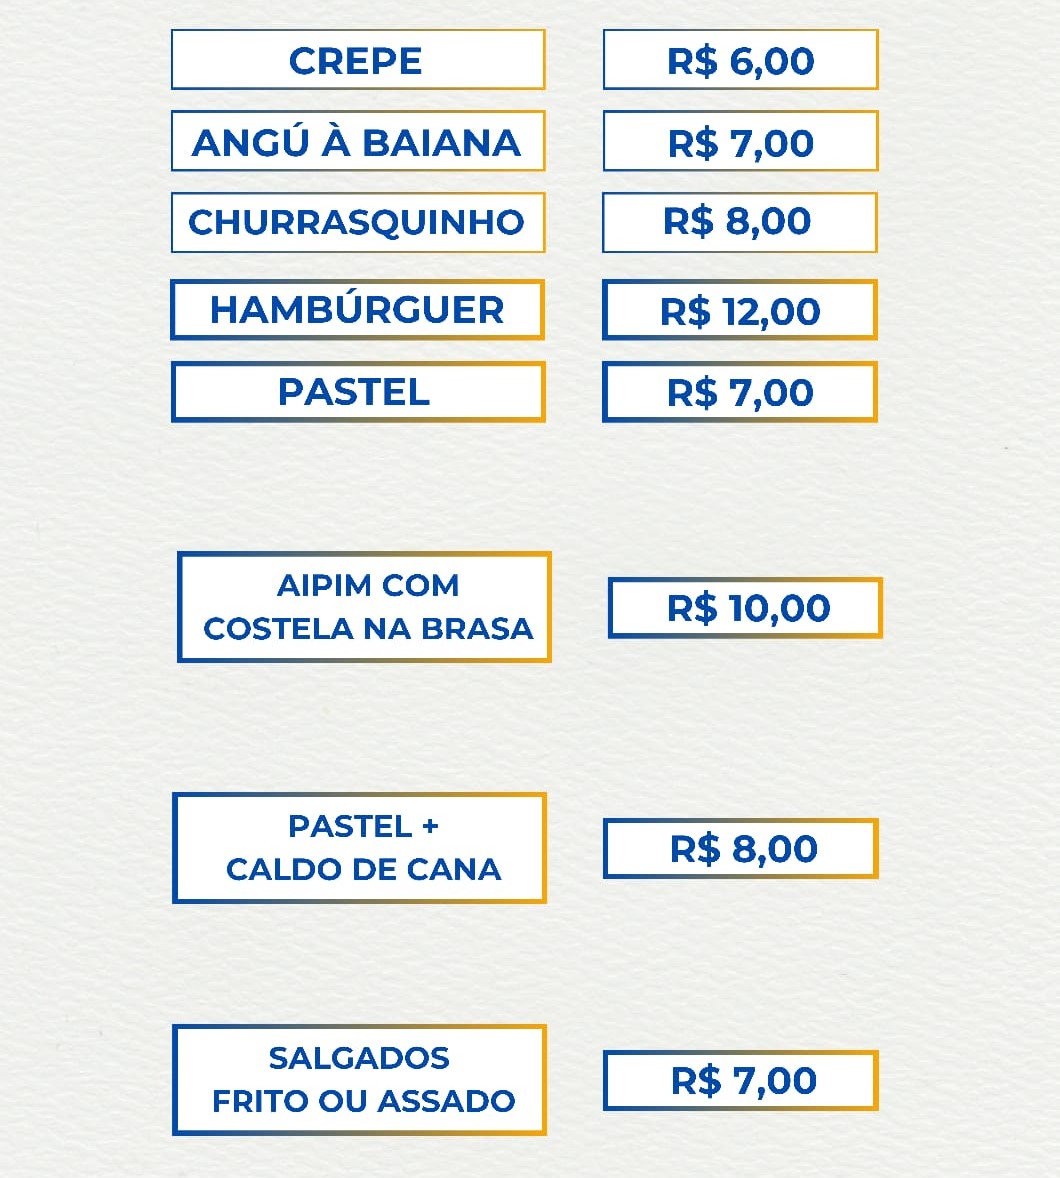 CREPE R$ 6,00
ANGÚ À BAIANA R$ 7,00
CHURRASQUINHO R$ 8,00
HAMBÚRGUER R$ 12,00
PASTEL R$ 7,00
AIPIM COM
COSTELA NA BRASA
R$ 10,00
PASTEL +
CALDO DE CANA
R$ 8,00
SALGADOS
FRITO OU ASSADO
R$ 7,00